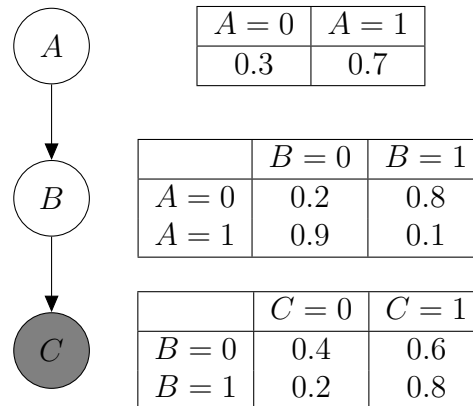 A
A = 0 A = 1
0.3 0.7
B
B = 0 B = 1
A = 0 0.2 0.8
A = 1 0.9 0.1
C
C = 0 C = 1
B = 0 0.4 0.6
B = 1 0.2 0.8